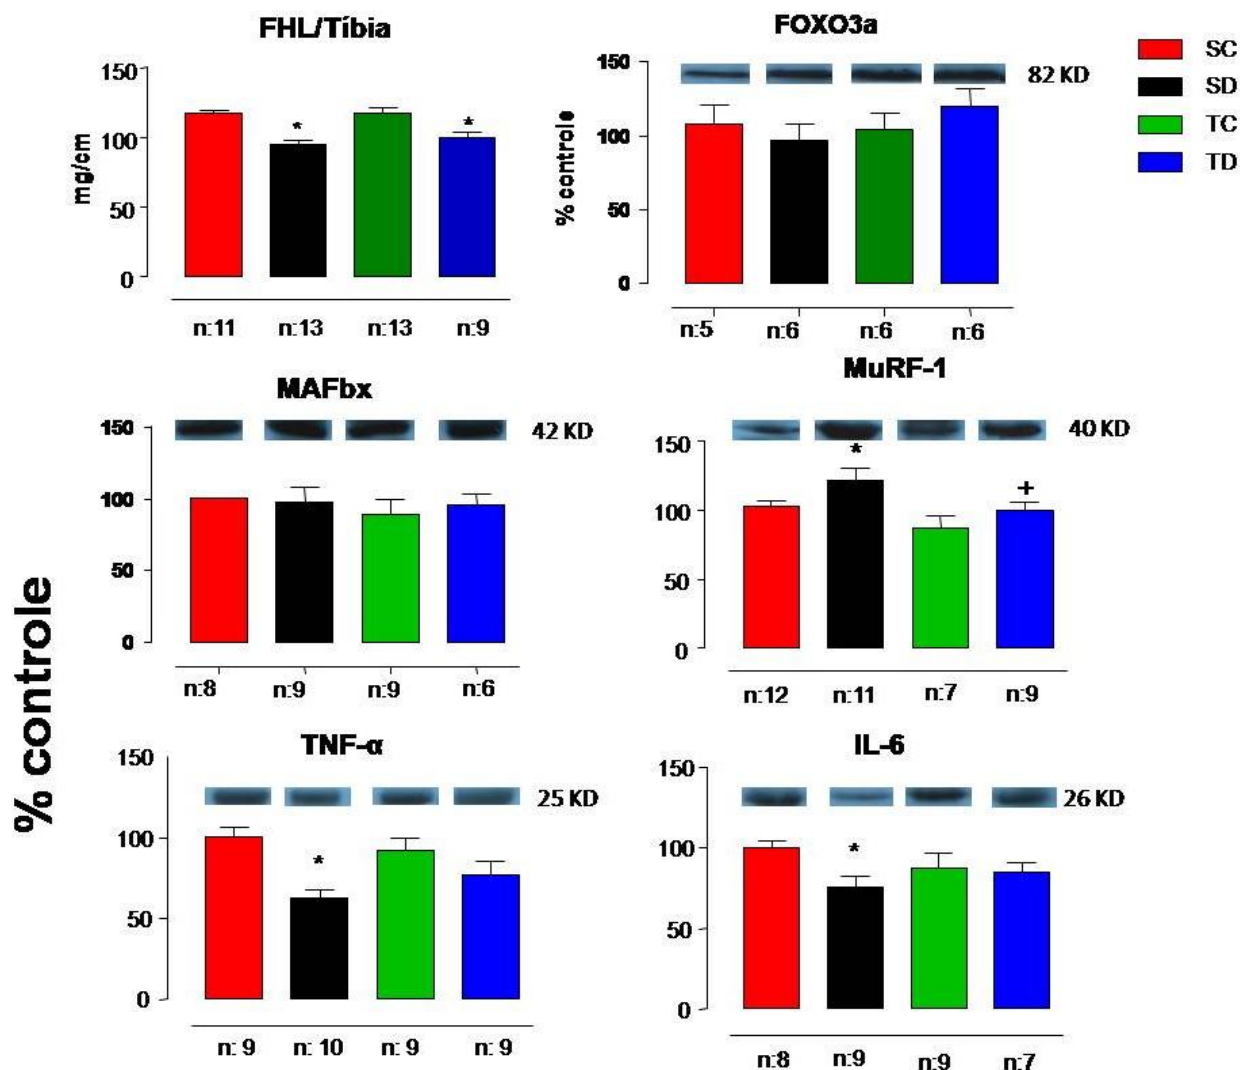 FHL/Tíbia
150
100
50
0
mg/cm
*
*
n:11 n:13 n:13 n:9
FOXO3a
150
100
50
0
% controle
82 KD
n:5 n:6 n:6 n:6
SC
SD
TC
TD
MAFbx
150
100
50
0
42 KD
n:8 n:9 n:9 n:6
MuRF-1
150
100
50
0
40 KD
*
+
n:12 n:11 n:7 n:9
% controle
TNF-α
150
100
50
0
25 KD
*
n: 9 n: 10 n: 9 n: 9
IL-6
150
100
50
0
26 KD
*
n:8 n:9 n:9 n:7